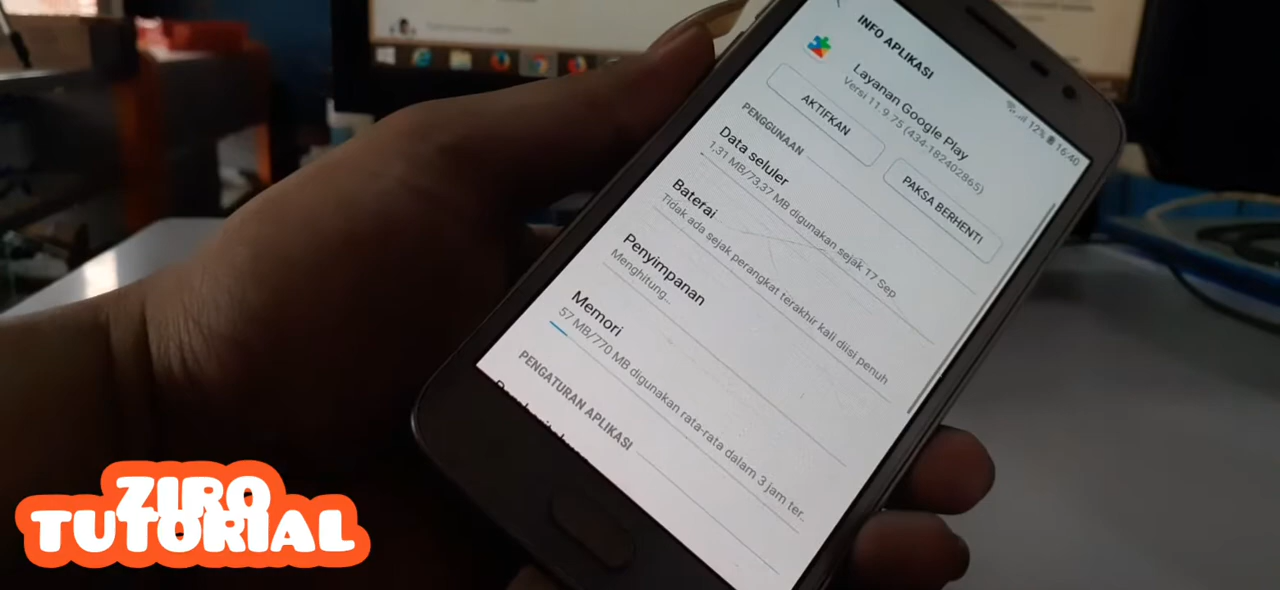 12% 16:40
INFO APLIKASI
Layanan Google Play
Versi 11.9.75 (434-182402865)
AKTIFKAN
PAKSA BERHENTI
PENGGUNAAN
Data seluler
1,31 MB/73,37 MB digunakan sejak 17 Sep
Baterai
Tidak ada sejak perangkat terakhir kali diisi penuh
Penyimpanan
Menghitung...
Memori
57 MB/770 MB digunakan rata-rata dalam 3 jam ter..
PENGATURAN APLIKASI
ZIRO
TUTORIAL